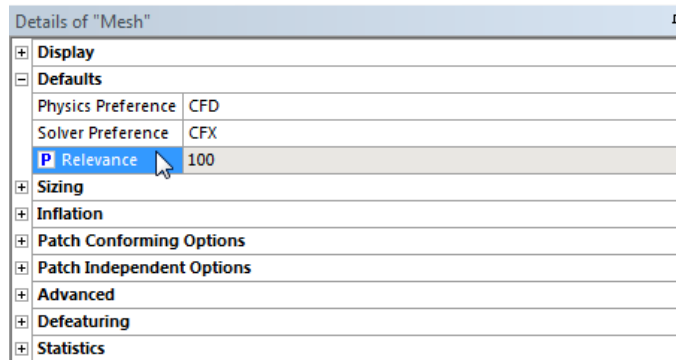 Details of "Mesh"
Display
Defaults
Physics Preference CFD
Solver Preference CFX
P Relevance 100
Sizing
Inflation
Patch Conforming Options
Patch Independent Options
Advanced
Defeaturing
Statistics